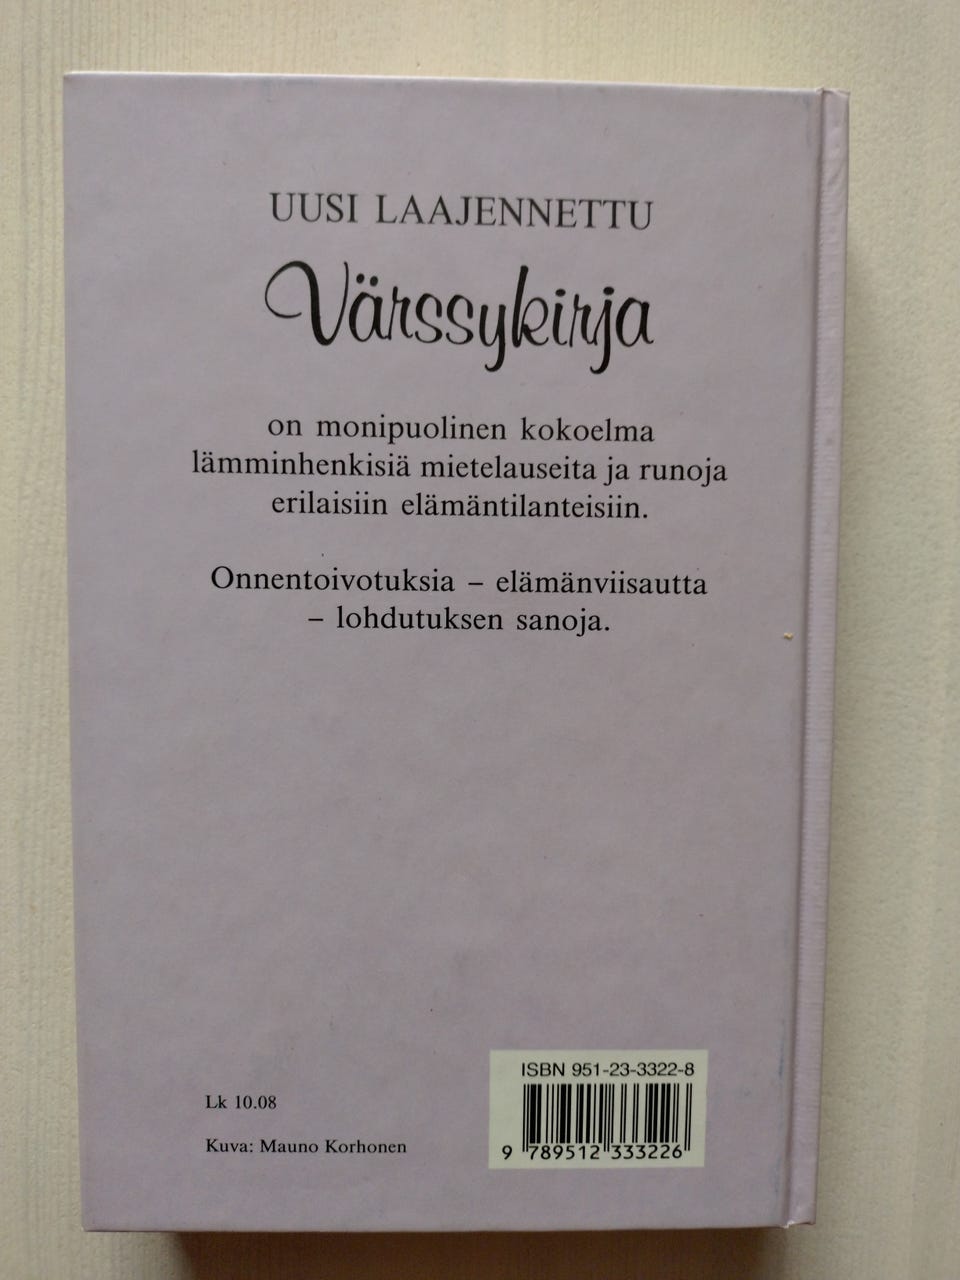 UUSI LAAJENNETTU
Värssykirja
on monipuolinen kokoelma
lämminhenkisiä mietelauseita ja runoja
erilaisiin elämäntilanteisiin.
Onnentoivotuksia – elämänviisautta
– lohdutuksen sanoja.
Lk 10.08
Kuva: Mauno Korhonen
ISBN 951-23-3322-8
9 789512 333226